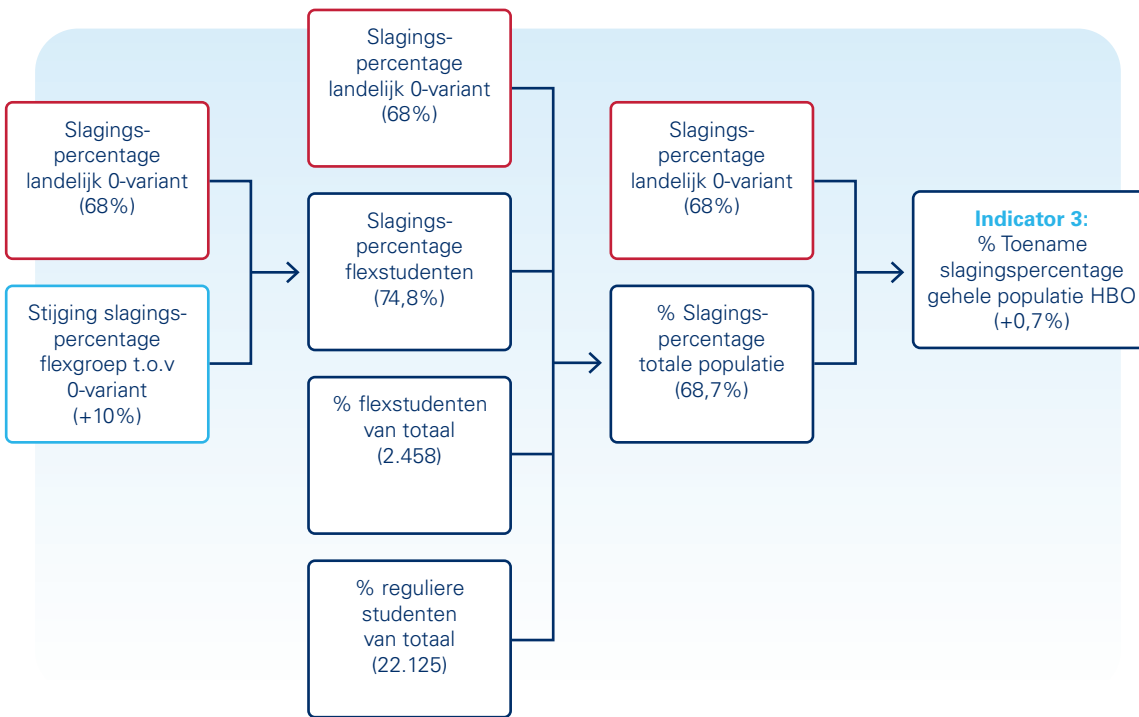 Slagings-
percentage
landelijk 0-variant
(68%)
Stijging slagings-
percentage
flexgroep t.o.v
0-variant
(+10%)
Slagings-
percentage
landelijk 0-variant
(68%)
Slagings-
percentage
flexstudenten
(74,8%)
% flexstudenten
van totaal
(2.458)
% reguliere
studenten
van totaal
(22.125)
Slagings-
percentage
landelijk 0-variant
(68%)
% Slagings-
percentage
totale populatie
(68,7%)
Indicator 3:
% Toename
slagingspercentage
gehele populatie HBO
(+0,7%)